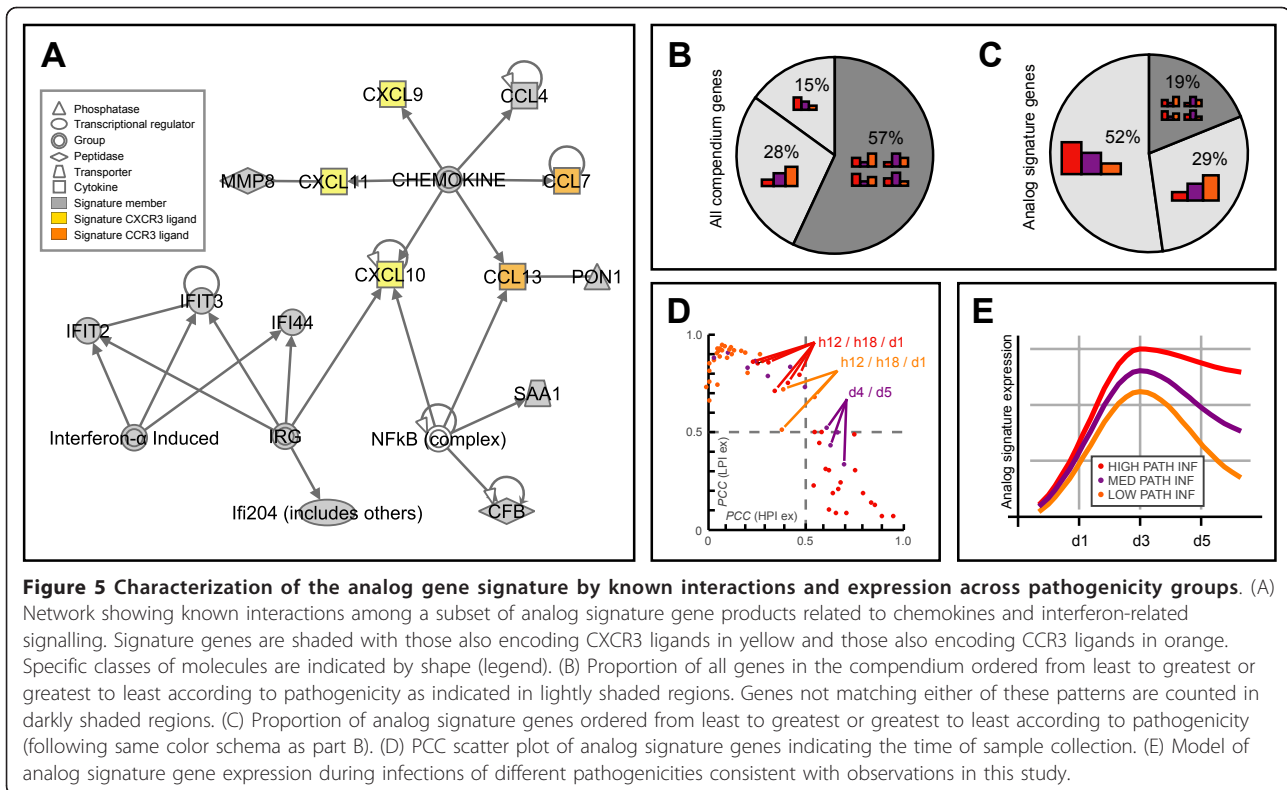 A
Phosphatase
Transcriptional regulator
Group
Peptidase
Transporter
Cytokine
Signature member
Signature CXCR3 ligand
Signature CCR3 ligand
CXCL9
CCL4
MMP8
CXCL11
CHEMOKINE
CCL7
CXCL10
CCL13
PON1
IFIT3
IFIT2
IFI44
SAA1
Interferon-α Induced
IRG
NFkB (complex)
Ifi204 (includes others)
CFB
B
All compendium genes
15%
57%
28%
C
Analog signature genes
19%
52%
29%
D
1.0
h12 / h18 / d1
h12 / h18 / d1
d4 / d5
0.5
PCC (LPI ex)
PCC (HPI ex)
0
0
0.5
1.0
E
Analog signature expression
HIGH PATH INF
MED PATH INF
LOW PATH INF
d1
d3
d5
Figure 5 Characterization of the analog gene signature by known interactions and expression across pathogenicity groups. (A)
Network showing known interactions among a subset of analog signature gene products related to chemokines and interferon-related
signalling. Signature genes are shaded with those also encoding CXCR3 ligands in yellow and those also encoding CCR3 ligands in orange.
Specific classes of molecules are indicated by shape (legend). (B) Proportion of all genes in the compendium ordered from least to greatest or
greatest to least according to pathogenicity as indicated in lightly shaded regions. Genes not matching either of these patterns are counted in
darkly shaded regions. (C) Proportion of analog signature genes ordered from least to greatest or greatest to least according to pathogenicity
(following same color schema as part B). (D) PCC scatter plot of analog signature genes indicating the time of sample collection. (E) Model of
analog signature gene expression during infections of different pathogenicities consistent with observations in this study.